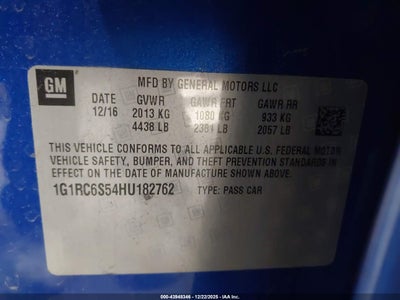 GM
MFD BY GENERAL MOTORS LLC
DATE GVWR GAWR FRT GAWR RR
12/16 2013 KG 1080 KG 933 KG
4438 LB 2381 LB 2057 LB
THIS VEHICLE CONFORMS TO ALL APPLICABLE U.S. FEDERAL MOTOR
VEHICLE SAFETY, BUMPER, AND THEFT PREVENTION STANDARDS IN
EFFECT ON THE DATE OF MANUFACTURE SHOWN ABOVE.
1G1RC6S54HU182762 TYPE: PASS CAR
000-43948346 - 12/22/2025 - IAA, Inc.